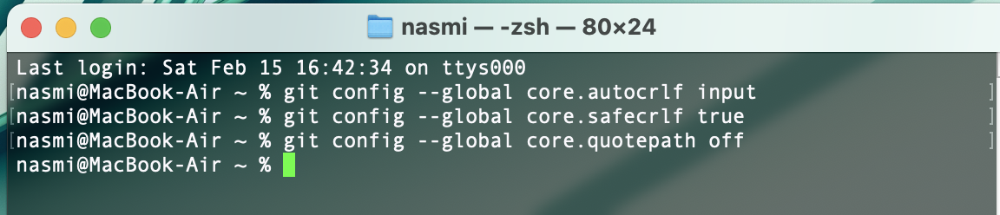 nasmi — -zsh — 80×24
Last login: Sat Feb 15 16:42:34 on ttys000
[nasmi@MacBook-Air ~ % git config --global core.autocrlf input ]
[nasmi@MacBook-Air ~ % git config --global core.safecrlf true ]
[nasmi@MacBook-Air ~ % git config --global core.quotepath off ]
nasmi@MacBook-Air ~ %